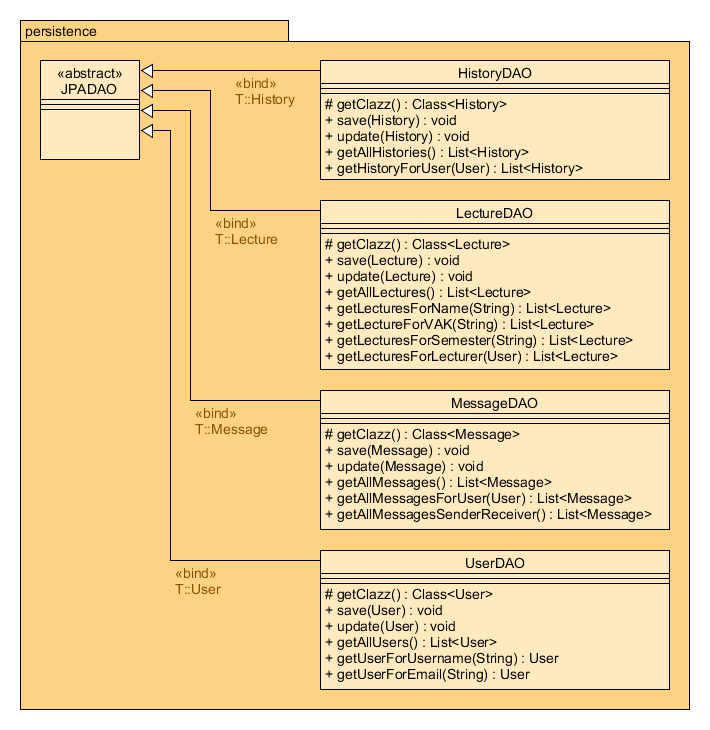 persistence
«abstract»
JPADAO
«bind»
T::History
HistoryDAO
# getClazz() : Class<History>
+ save(History) : void
+ update(History) : void
+ getAllHistories() : List<History>
+ getHistoryForUser(User) : List<History>
«bind»
T::Lecture
LectureDAO
# getClazz() : Class<Lecture>
+ save(Lecture) : void
+ update(Lecture) : void
+ getAllLectures() : List<Lecture>
+ getLecturesForName(String) : List<Lecture>
+ getLectureForVAK(String) : List<Lecture>
+ getLecturesForSemester(String) : List<Lecture>
+ getLecturesForLecturer(User) : List<Lecture>
«bind»
T::Message
MessageDAO
# getClazz() : Class<Message>
+ save(Message) : void
+ update(Message) : void
+ getAllMessages() : List<Message>
+ getAllMessagesForUser(User) : List<Message>
+ getAllMessagesSenderReceiver() : List<Message>
«bind»
T::User
UserDAO
# getClazz() : Class<User>
+ save(User) : void
+ update(User) : void
+ getAllUsers() : List<User>
+ getUserForUsername(String) : User
+ getUserForEmail(String) : User